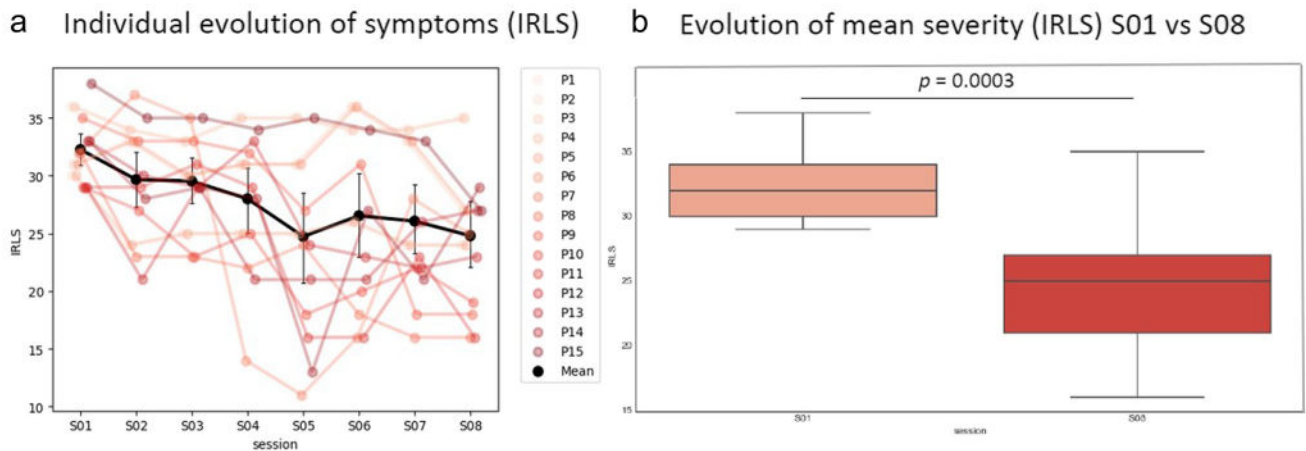 a Individual evolution of symptoms (IRLS)
35
30
25
20
15
10
IRLS
S01 S02 S03 S04 S05 S06 S07 S08
session
P1
P2
P3
P4
P5
P6
P7
P8
P9
P10
P11
P12
P13
P14
P15
Mean
b Evolution of mean severity (IRLS) S01 vs S08
p = 0.0003
35
30
25
20
15
IRLS
S01 S08
session